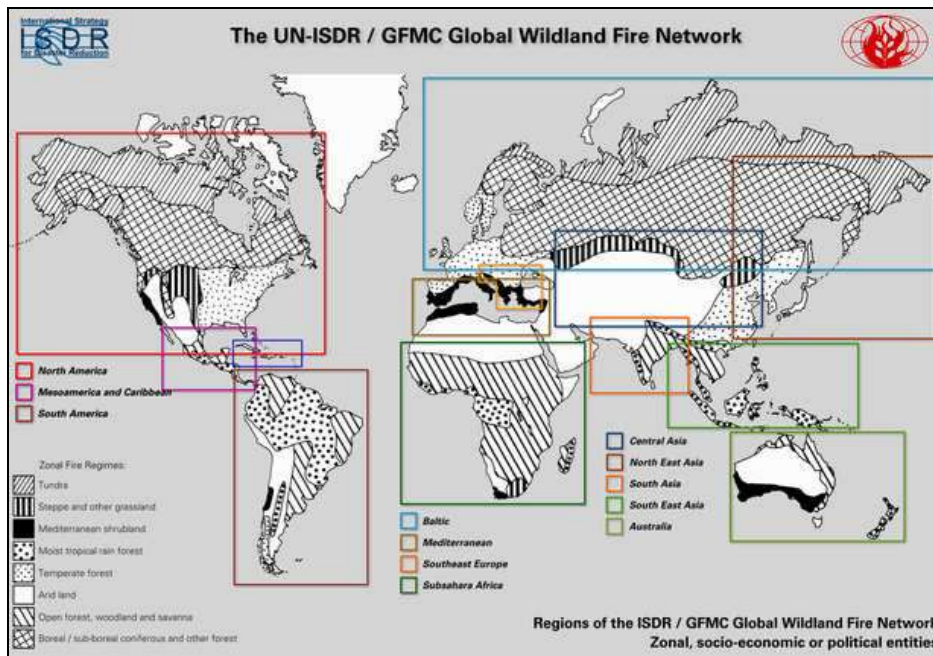 International Strategy
ISDR
for Disaster Reduction
The UN-ISDR / GFMC Global Wildland Fire Network
North America
Mesoamerica and Caribbean
South America
Zonal Fire Regimes:
Tundra
Steppe and other grassland
Mediterranean shrubland
Moist tropical rain forest
Temperate forest
Arid land
Open forest, woodland and savanna
Boreal / sub-boreal coniferous and other forest
Baltic
Mediterranean
Southeast Europe
Subsahara Africa
Central Asia
North East Asia
South Asia
South East Asia
Australia
Regions of the ISDR / GFMC Global Wildland Fire Network
Zonal, socio-economic or political entities